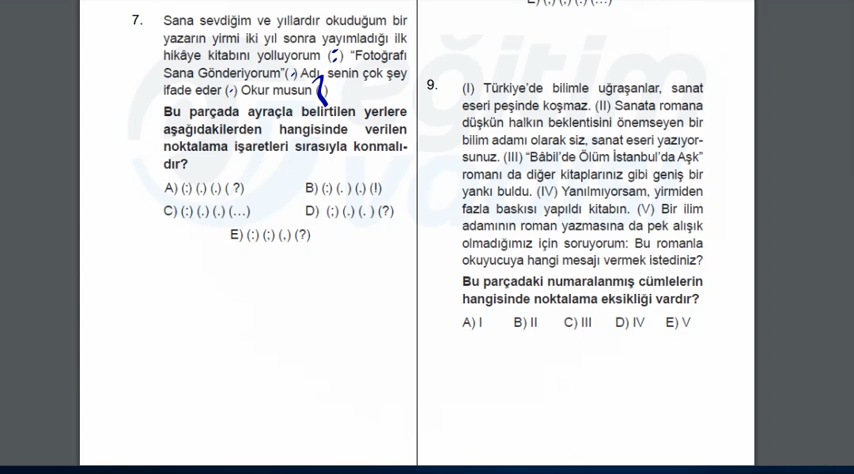 7. Sana sevdiğim ve yıllardır okuduğum bir
yazarın yirmi iki yıl sonra yayımladığı ilk
hikâye kitabını yolluyorum (:) “Fotoğrafı
Sana Gönderiyorum”(.) Adı, senin çok şey
ifade eder (.) Okur musun (?)
Bu parçada ayraçla belirtilen yerlere
aşağıdakilerden hangisinde verilen
noktalama işaretleri sırasıyla konmalı-
dır?
A) (:) (.) (.) ( ?) B) (:) (. ) (.) (!)
C) (:) (.) (.) (...) D) (;) (.) (. ) (?)
E) (:) (;) (.) (?)
9. (I) Türkiye’de bilimle uğraşanlar, sanat
eseri peşinde koşmaz. (II) Sanata romana
düşkün halkın beklentisini önemseyen bir
bilim adamı olarak siz, sanat eseri yazıyor-
sunuz. (III) “Bâbil’de Ölüm İstanbul’da Aşk”
romanı da diğer kitaplarınız gibi geniş bir
yankı buldu. (IV) Yanılmıyorsam, yirmiden
fazla baskısı yapıldı kitabın. (V) Bir ilim
adamının roman yazmasına da pek alışık
olmadığımız için soruyorum: Bu romanla
okuyucuya hangi mesajı vermek istediniz?
Bu parçadaki numaralanmış cümlelerin
hangisinde noktalama eksikliği vardır?
A) I B) II C) III D) IV E) V